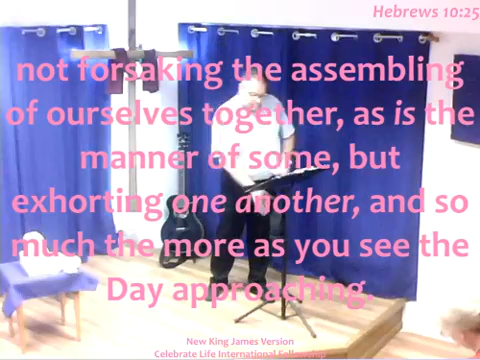 Hebrews 10:25
not forsaking the assembling
of ourselves together, as is the
manner of some, but
exhorting one another, and so
much the more as you see the
Day approaching.
New King James Version
Celebrate Life International Fellowship